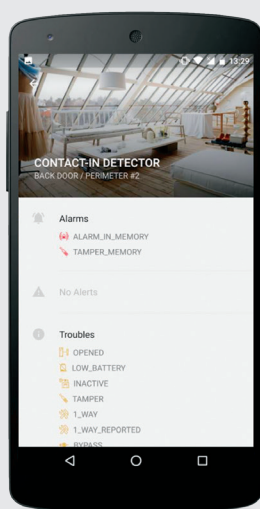 13:29
CONTACT-IN DETECTOR
BACK DOOR / PERIMETER #2
Alarms
ALARM_IN_MEMORY
TAMPER_MEMORY
No Alerts
Troubles
OPENED
LOW_BATTERY
INACTIVE
TAMPER
1_WAY
1_WAY_REPORTED
BYPASS